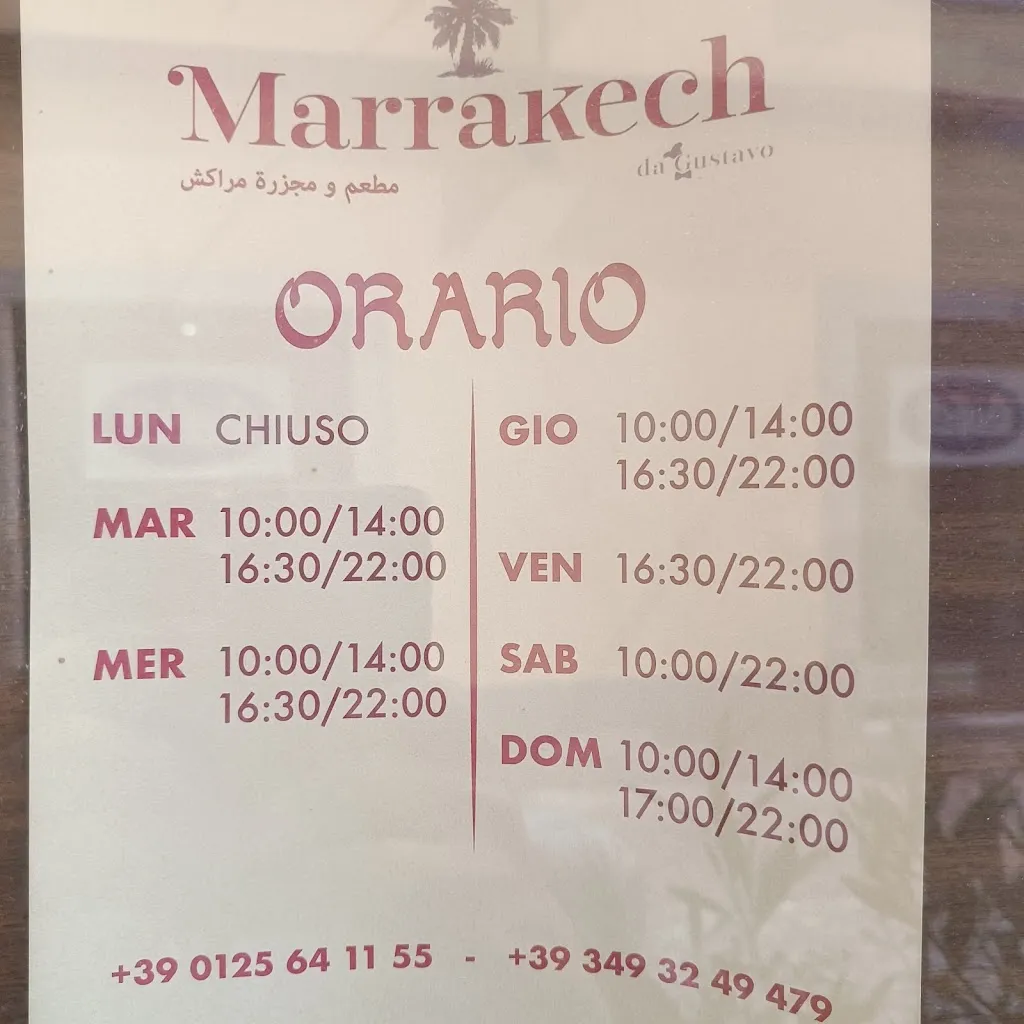 Marrakech
da Gustavo
مطعم و مجزرة مراكش
ORARIO
LUN CHIUSO
MAR 10:00/14:00
16:30/22:00
MER 10:00/14:00
16:30/22:00
GIO 10:00/14:00
16:30/22:00
VEN 16:30/22:00
SAB 10:00/22:00
DOM 10:00/14:00
17:00/22:00
+39 0125 64 11 55 - +39 349 32 49 479